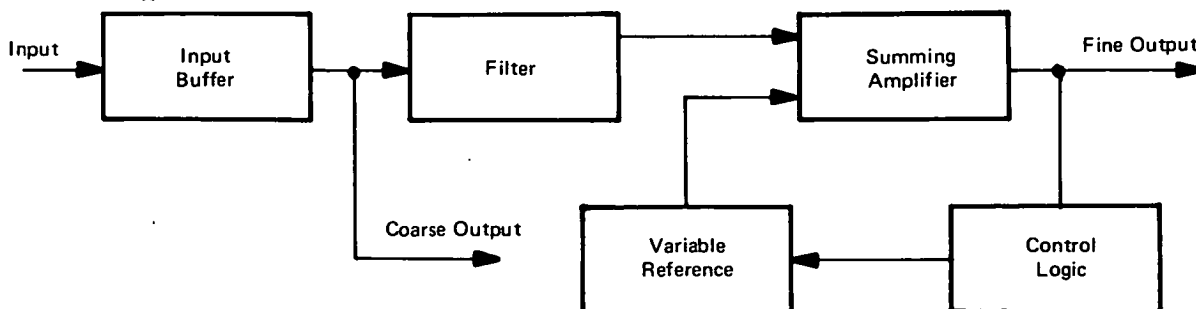 Input
Input
Buffer
Filter
Summing
Amplifier
Fine Output
Coarse Output
Variable
Reference
Control
Logic